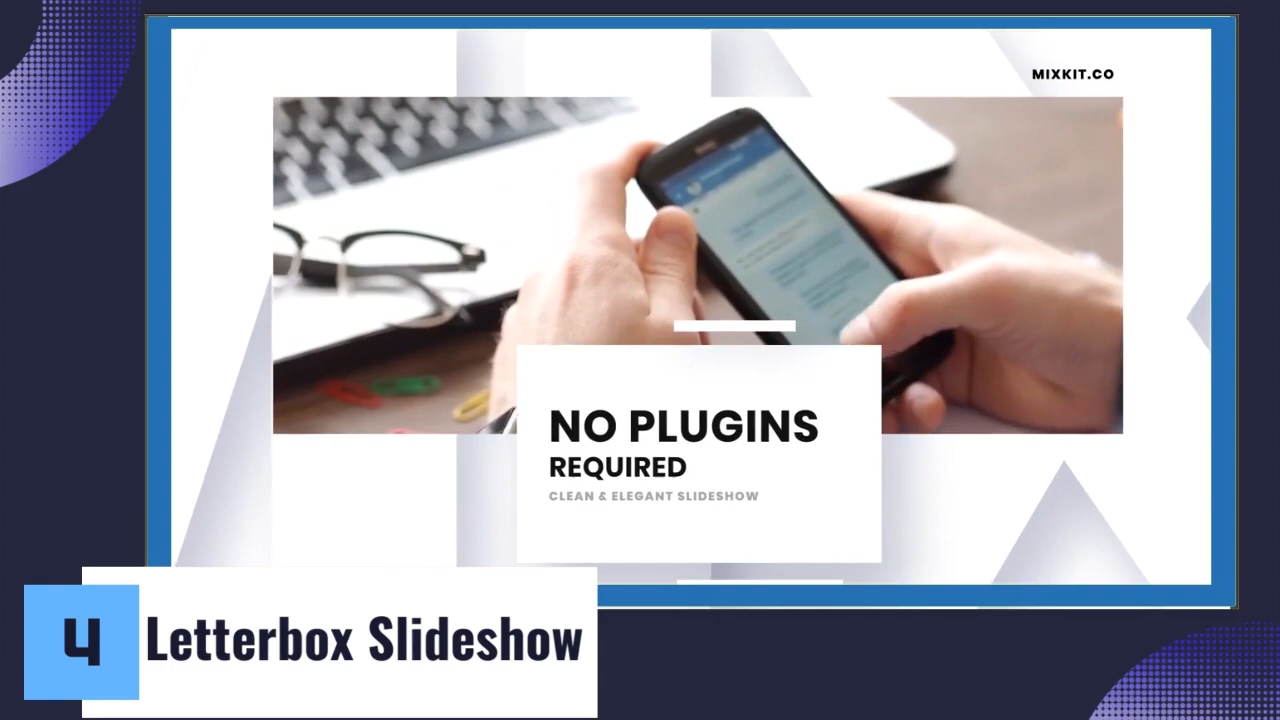 MIXKIT.CO
NO PLUGINS
REQUIRED
CLEAN & ELEGANT SLIDESHOW
4 Letterbox Slideshow